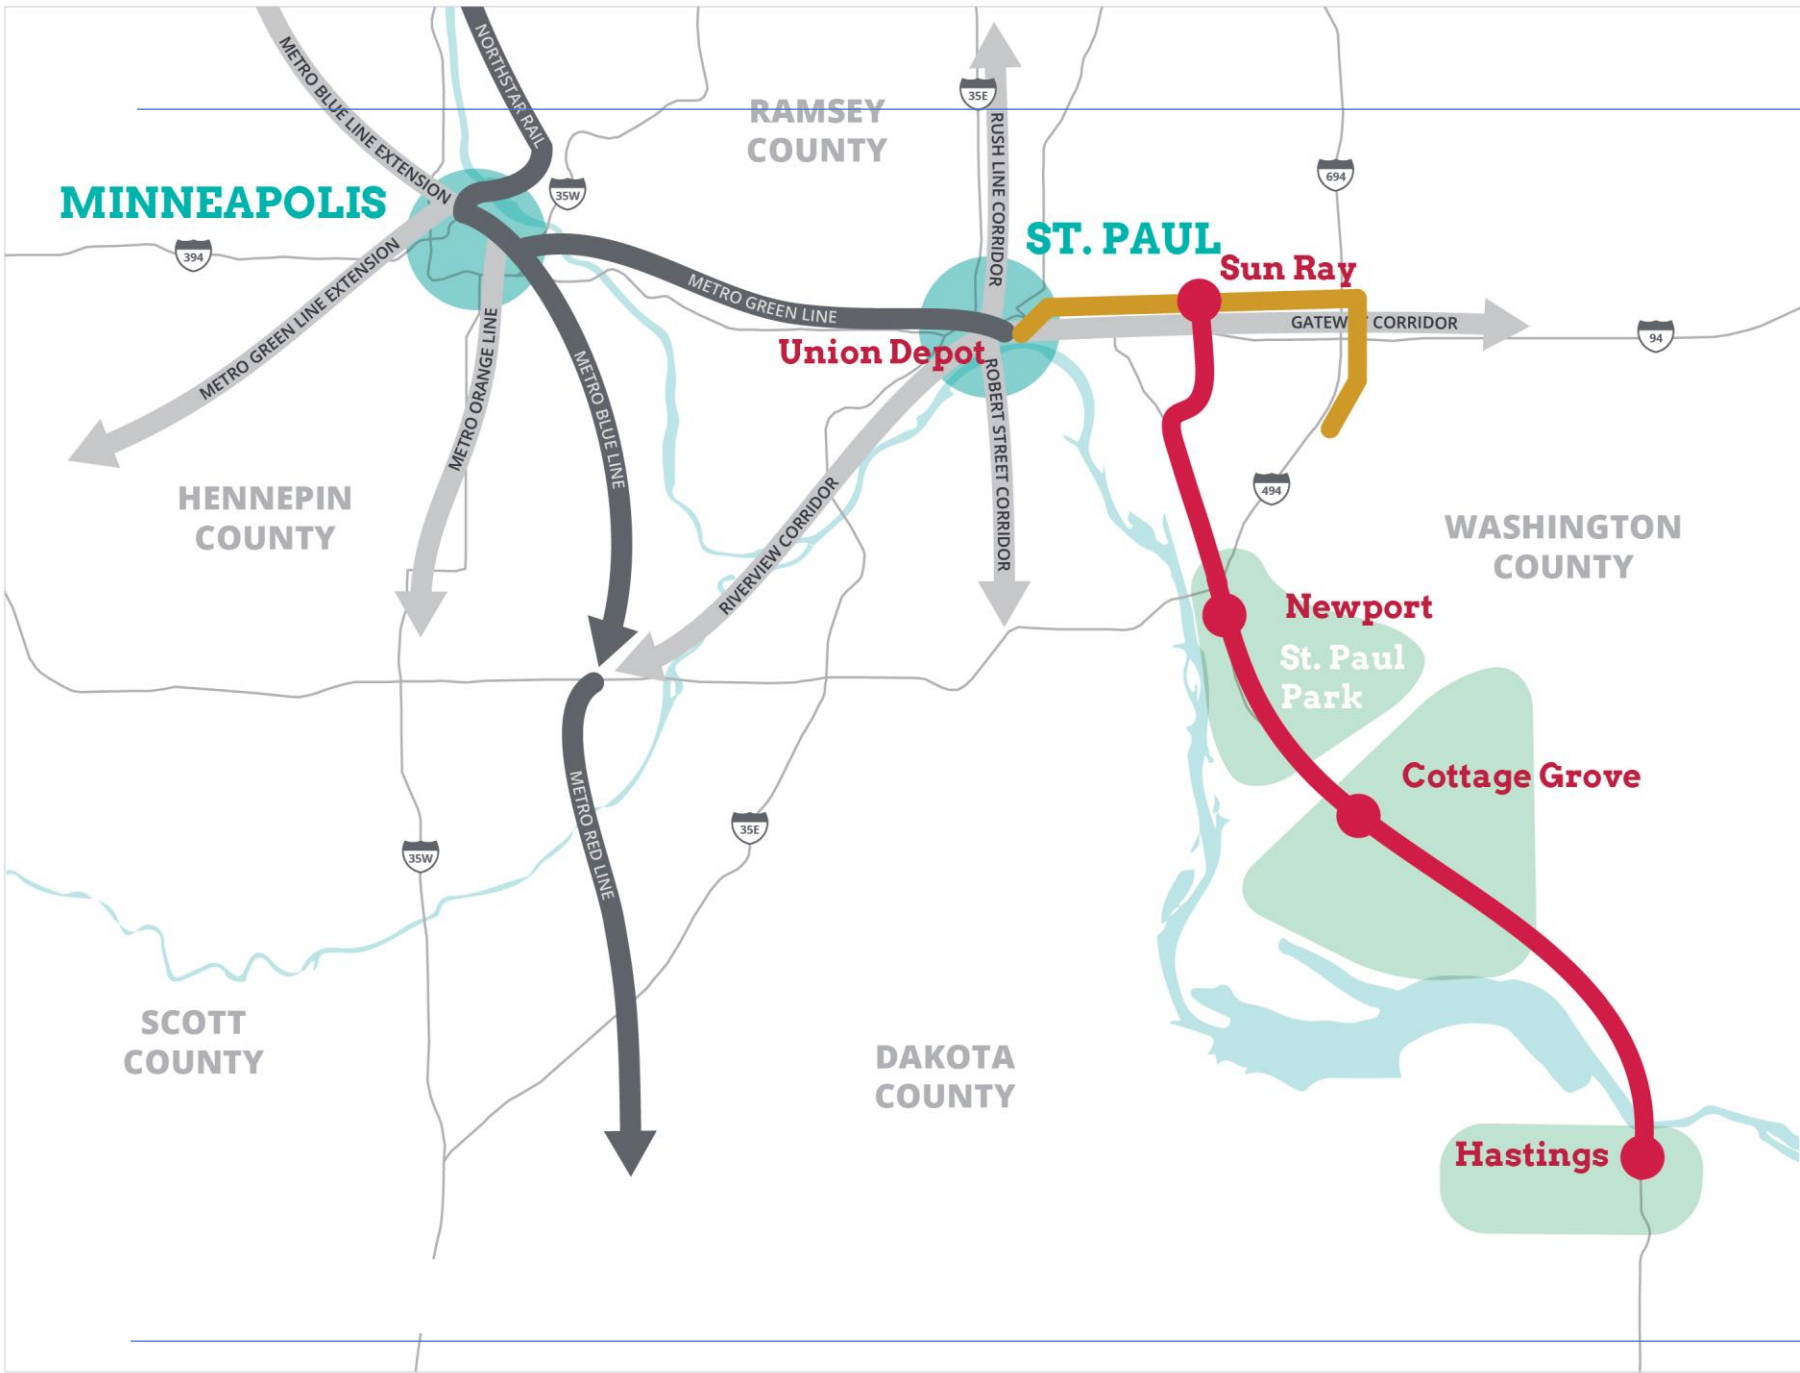 METRO BLUE LINE EXTENSION
NORTHSTAR RAIL
35E
RAMSEY
COUNTY
RUSH LINE CORRIDOR
694
MINNEAPOLIS
35W
394
METRO GREEN LINE EXTENSION
ST. PAUL
Sun Ray
METRO GREEN LINE
GATEWAY CORRIDOR
94
Union Depot
METRO ORANGE LINE
METRO BLUE LINE
ROBERT STREET CORRIDOR
HENNEPIN
COUNTY
494
WASHINGTON
COUNTY
RIVERVIEW CORRIDOR
Newport
St. Paul
Park
Cottage Grove
METRO RED LINE
35E
35W
SCOTT
COUNTY
DAKOTA
COUNTY
Hastings